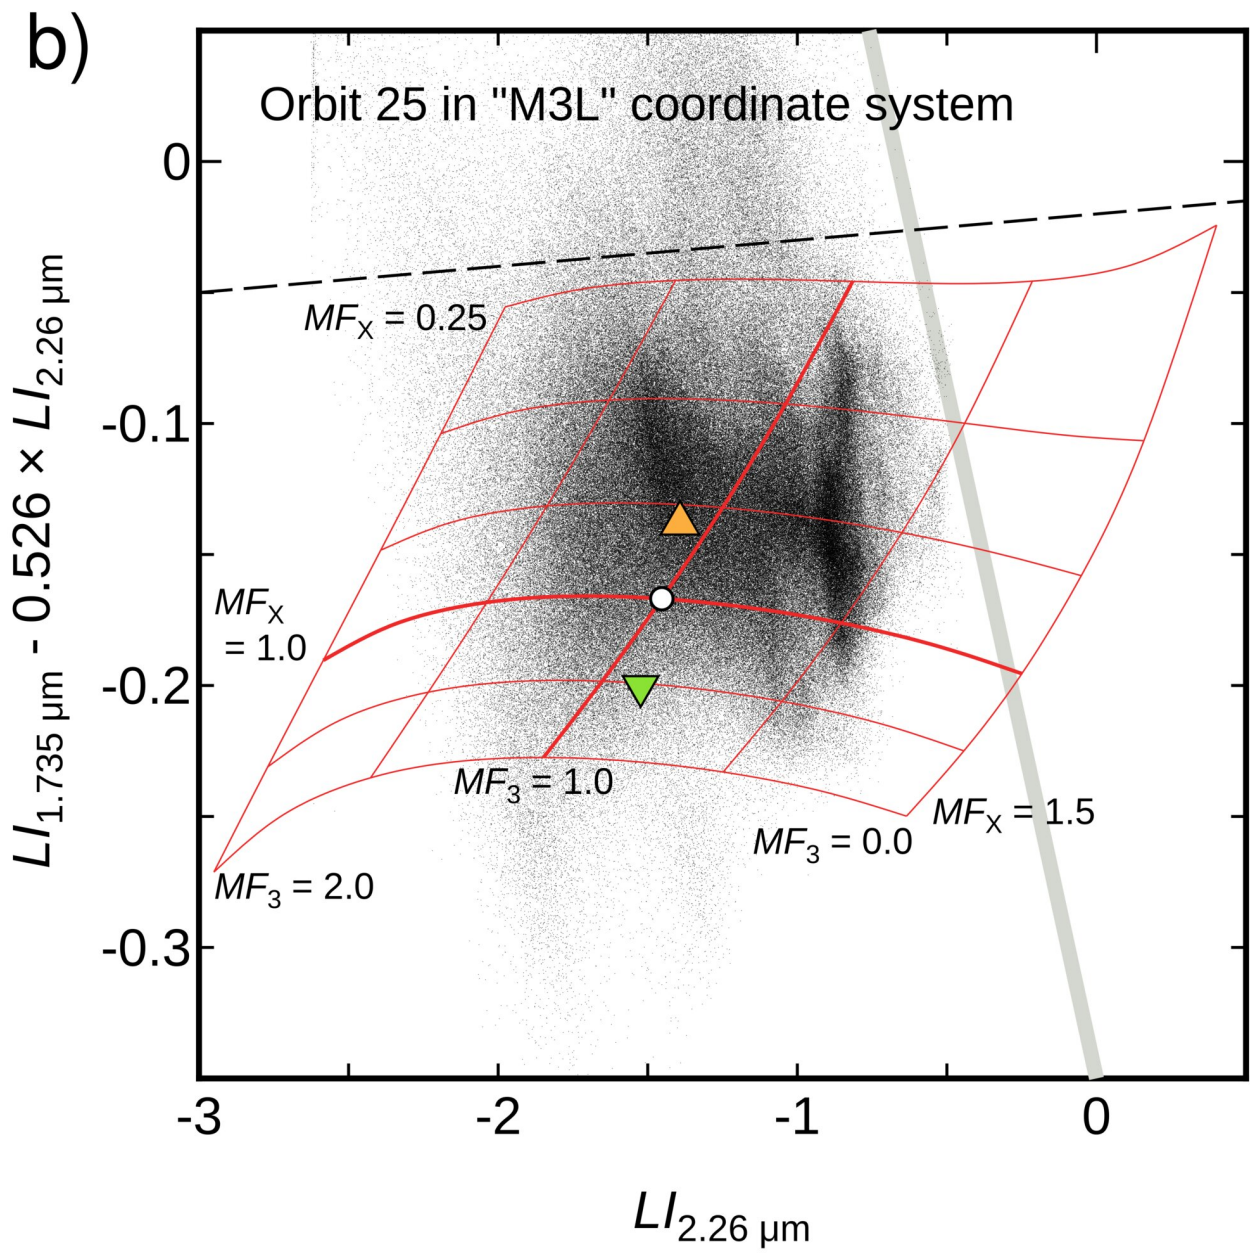 b)
Orbit 25 in "M3L" coordinate system
0
-0.1
-0.2
-0.3
LI1.735 μm - 0.526 × LI2.26 μm
MFX = 0.25
MFX
= 1.0
MF3 = 1.0
MFX = 1.5
MF3 = 0.0
MF3 = 2.0
-3
-2
-1
0
LI2.26 μm